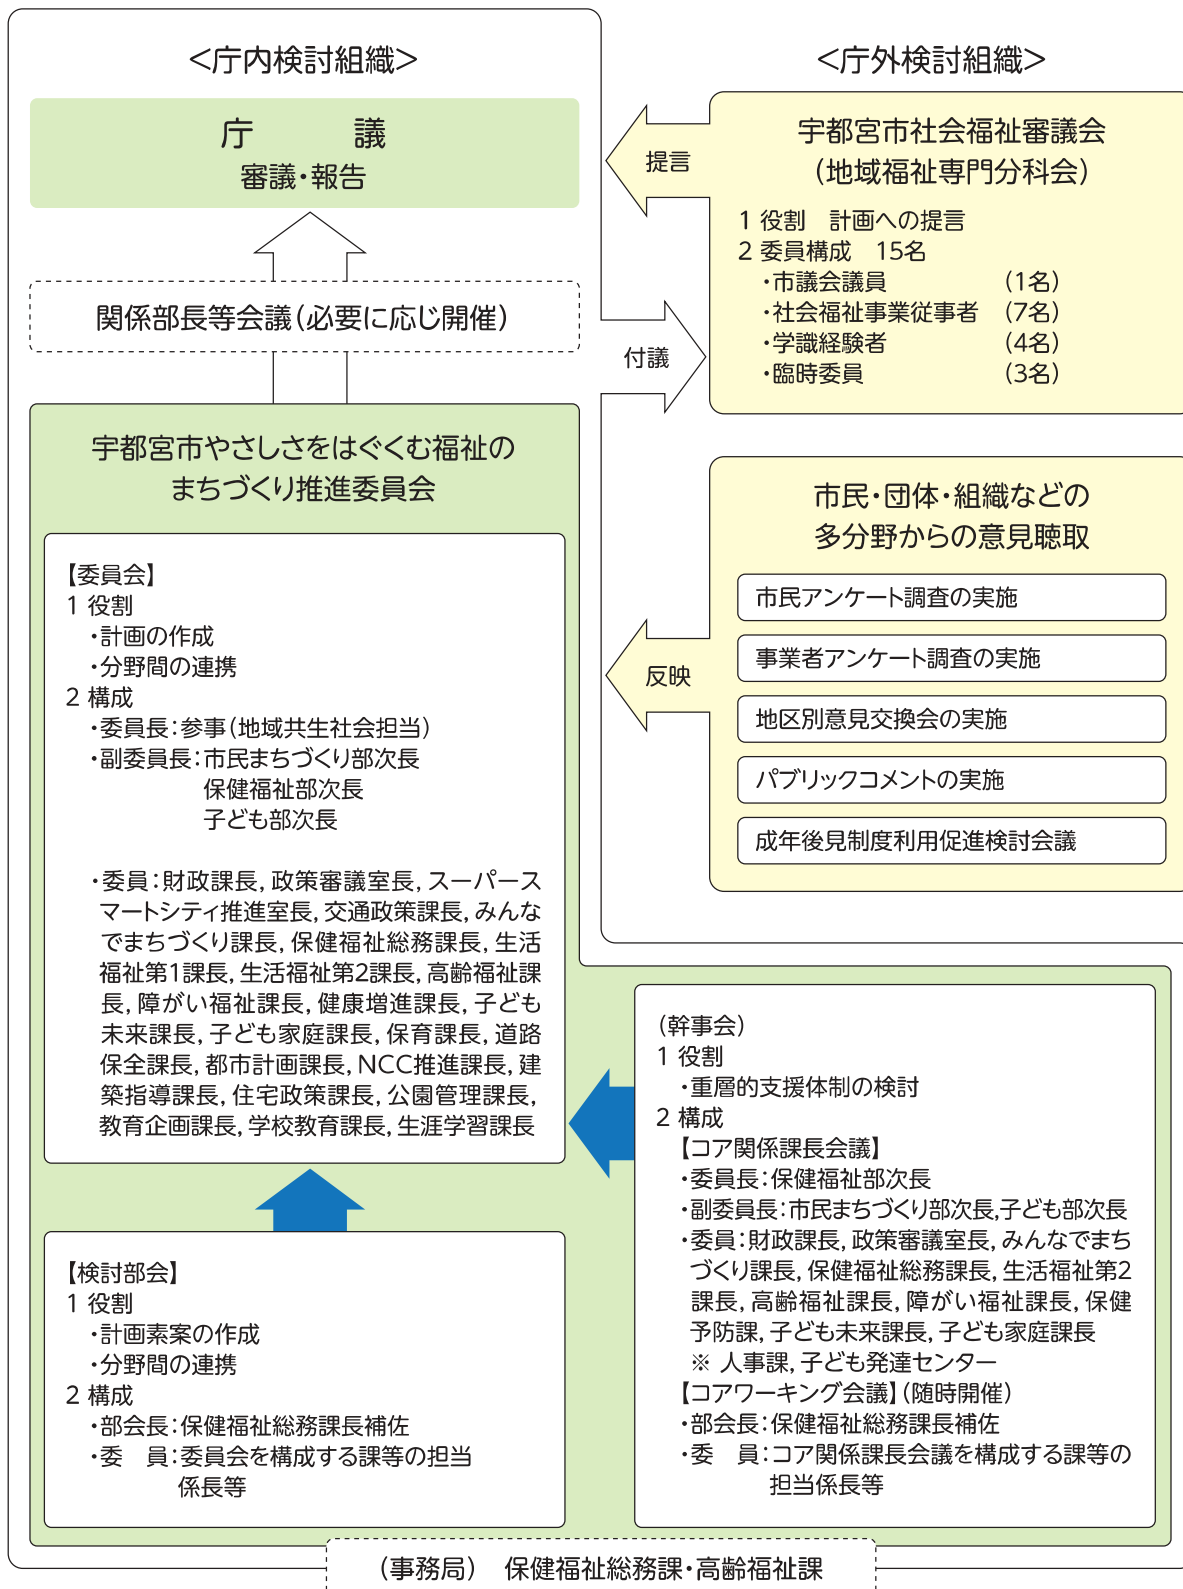 <庁内検討組織>
庁　議
審議・報告
関係部長等会議（必要に応じ開催）
宇都宮市やさしさをはぐくむ福祉の
まちづくり推進委員会
【委員会】
1 役割
・計画の作成
・分野間の連携
2 構成
・委員長：参事（地域共生社会担当）
・副委員長：市民まちづくり部次長
保健福祉部次長
子ども部次長
・委員：財政課長，政策審議室長，スーパース
マートシティ推進室長，交通政策課長，みんな
でまちづくり課長，保健福祉総務課長，生活
福祉第1課長，生活福祉第2課長，高齢福祉課
長，障がい福祉課長，健康増進課長，子ども
未来課長，子ども家庭課長，保育課長，道路
保全課長，都市計画課長，NCC推進課長，建
築指導課長，住宅政策課長，公園管理課長，
教育企画課長，学校教育課長，生涯学習課長
【検討部会】
1 役割
・計画素案の作成
・分野間の連携
2 構成
・部会長：保健福祉総務課長補佐
・委　員：委員会を構成する課等の担当
係長等
<庁外検討組織>
提言
宇都宮市社会福祉審議会
（地域福祉専門分科会）
1 役割　計画への提言
2 委員構成　15名
・市議会議員　（1名）
・社会福祉事業従事者　（7名）
・学識経験者　（4名）
・臨時委員　（3名）
付議
市民・団体・組織などの
多分野からの意見聴取
市民アンケート調査の実施
事業者アンケート調査の実施
地区別意見交換会の実施
パブリックコメントの実施
成年後見制度利用促進検討会議
反映
（幹事会）
1 役割
・重層的支援体制の検討
2 構成
【コア関係課長会議】
・委員長：保健福祉部次長
・副委員長：市民まちづくり部次長，子ども部次長
・委員：財政課長，政策審議室長，みんなでまち
づくり課長，保健福祉総務課長，生活福祉第2
課長，高齢福祉課長，障がい福祉課長，保健
予防課，子ども未来課長，子ども家庭課長
※ 人事課，子ども発達センター
【コアワーキング会議】（随時開催）
・部会長：保健福祉総務課長補佐
・委　員：コア関係課長会議を構成する課等の
担当係長等
（事務局）　保健福祉総務課・高齢福祉課